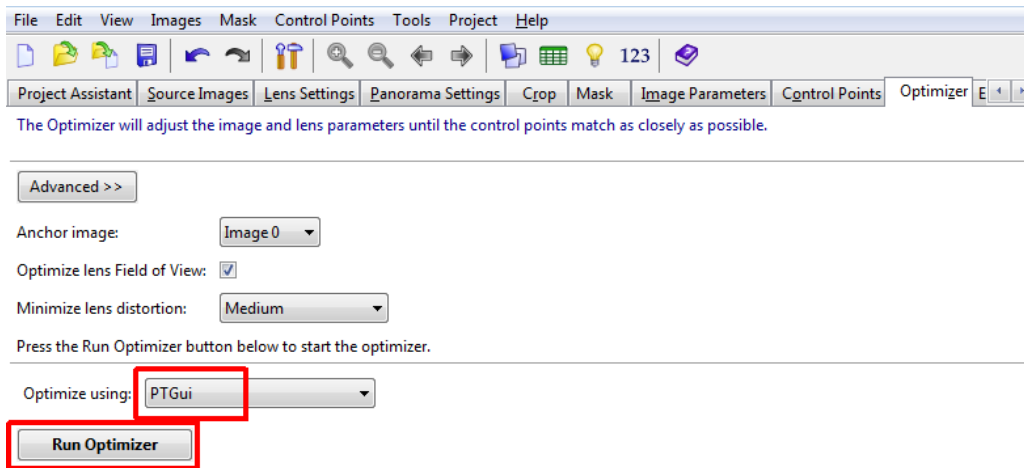 File Edit View Images Mask Control Points Tools Project Help
123
Project Assistant Source Images Lens Settings Panorama Settings Crop Mask Image Parameters Control Points Optimizer E
The Optimizer will adjust the image and lens parameters until the control points match as closely as possible.
Advanced >>
Anchor image: Image 0
Optimize lens Field of View:
Minimize lens distortion: Medium
Press the Run Optimizer button below to start the optimizer.
Optimize using: PTGui
Run Optimizer